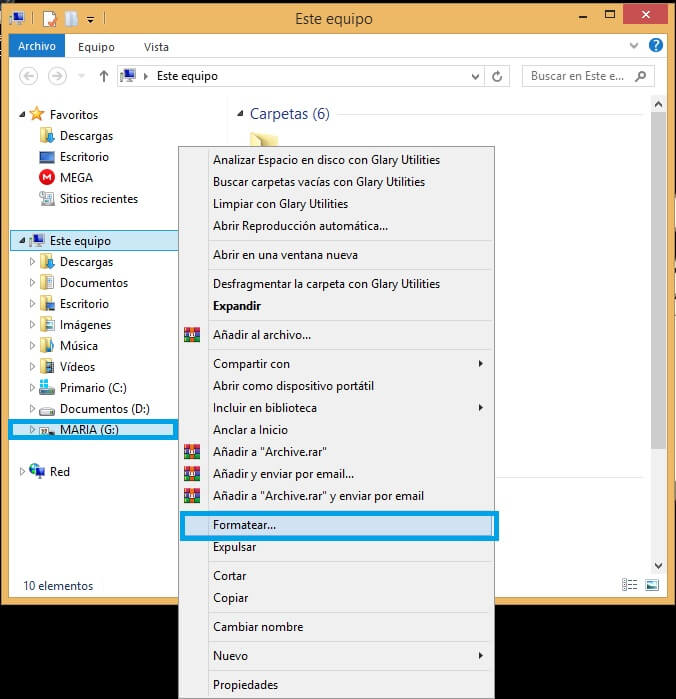 Este equipo
Archivo Equipo Vista
Este equipo Buscar en Este e...
Favoritos
Descargas
Escritorio
MEGA
Sitios recientes
Este equipo
Descargas
Documentos
Escritorio
Imágenes
Música
Vídeos
Primario (C:)
Documentos (D:)
MARIA (G:)
Red
10 elementos
Carpetas (6)
Analizar Espacio en disco con Glary Utilities
Buscar carpetas vacías con Glary Utilities
Limpiar con Glary Utilities
Abrir Reproducción automática...
Abrir en una ventana nueva
Desfragmentar la carpeta con Glary Utilities
Expandir
Añadir al archivo...
Compartir con
Abrir como dispositivo portátil
Incluir en biblioteca
Anclar a Inicio
Añadir a "Archive.rar"
Añadir y enviar por email...
Añadir a "Archive.rar" y enviar por email
Formatear...
Expulsar
Cortar
Copiar
Cambiar nombre
Nuevo
Propiedades